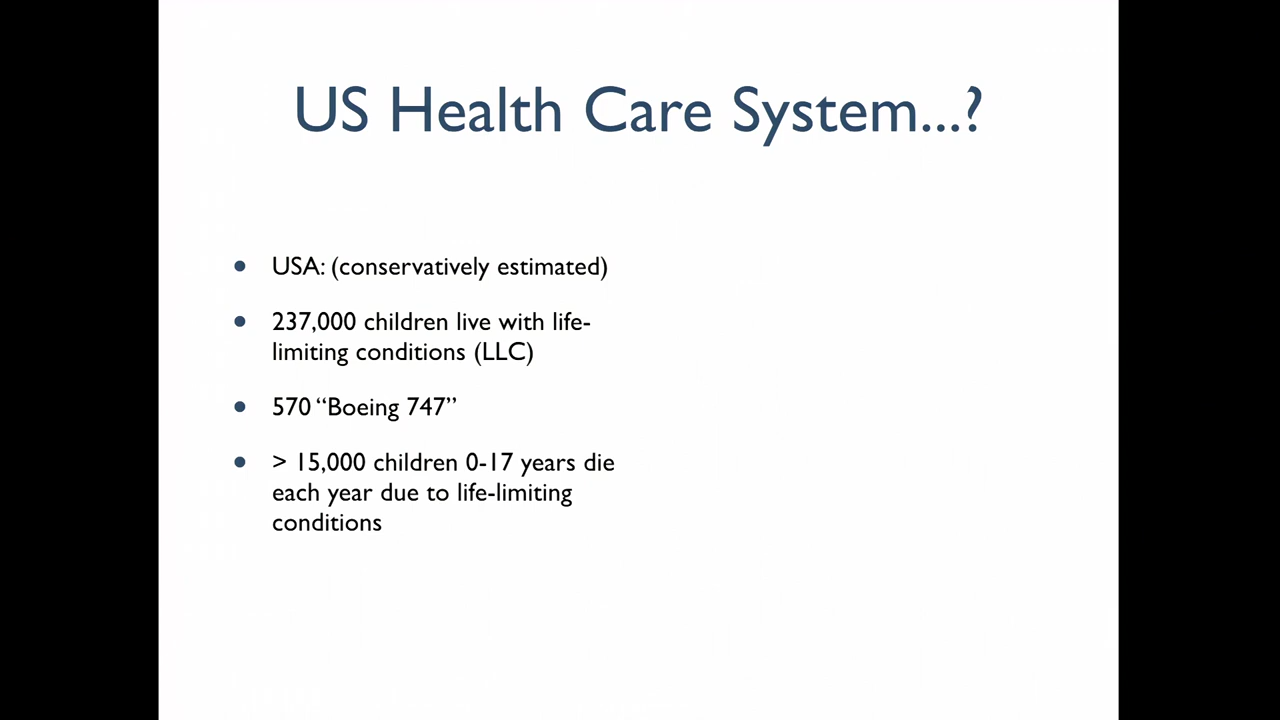 US Health Care System...?
• USA: (conservatively estimated)
• 237,000 children live with life-
limiting conditions (LLC)
• 570 “Boeing 747”
• > 15,000 children 0-17 years die
each year due to life-limiting
conditions